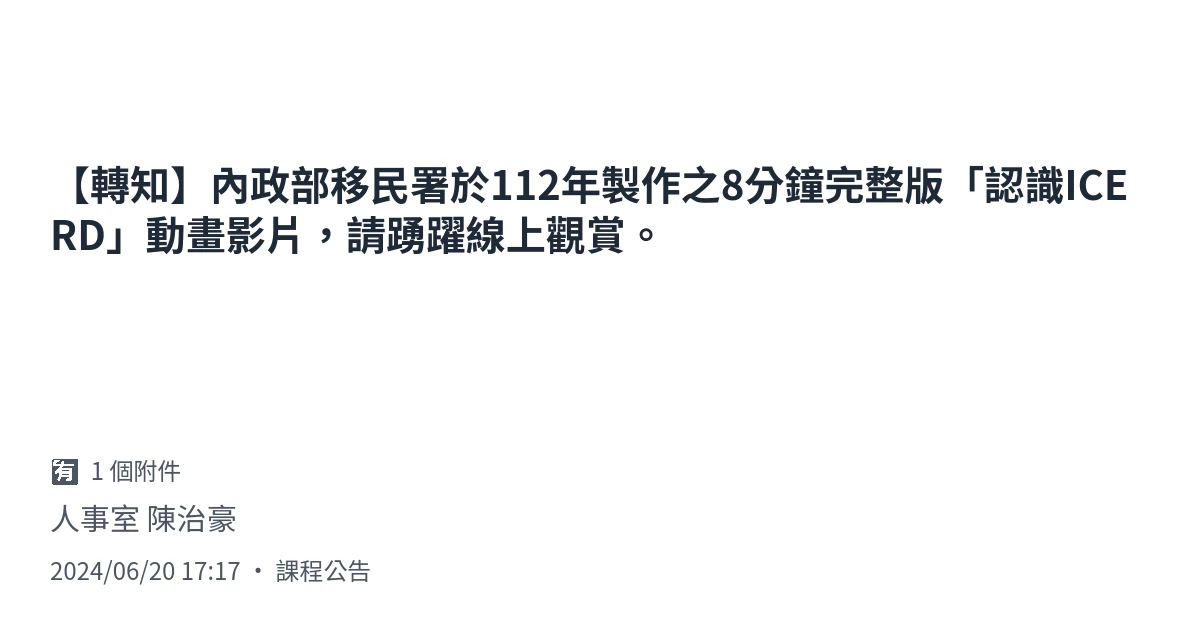 【轉知】內政部移民署於112年製作之8分鐘完整版「認識ICE
RD」動畫影片，請踴躍線上觀賞。
有 1 個附件
人事室 陳治豪
2024/06/20 17:17 • 課程公告